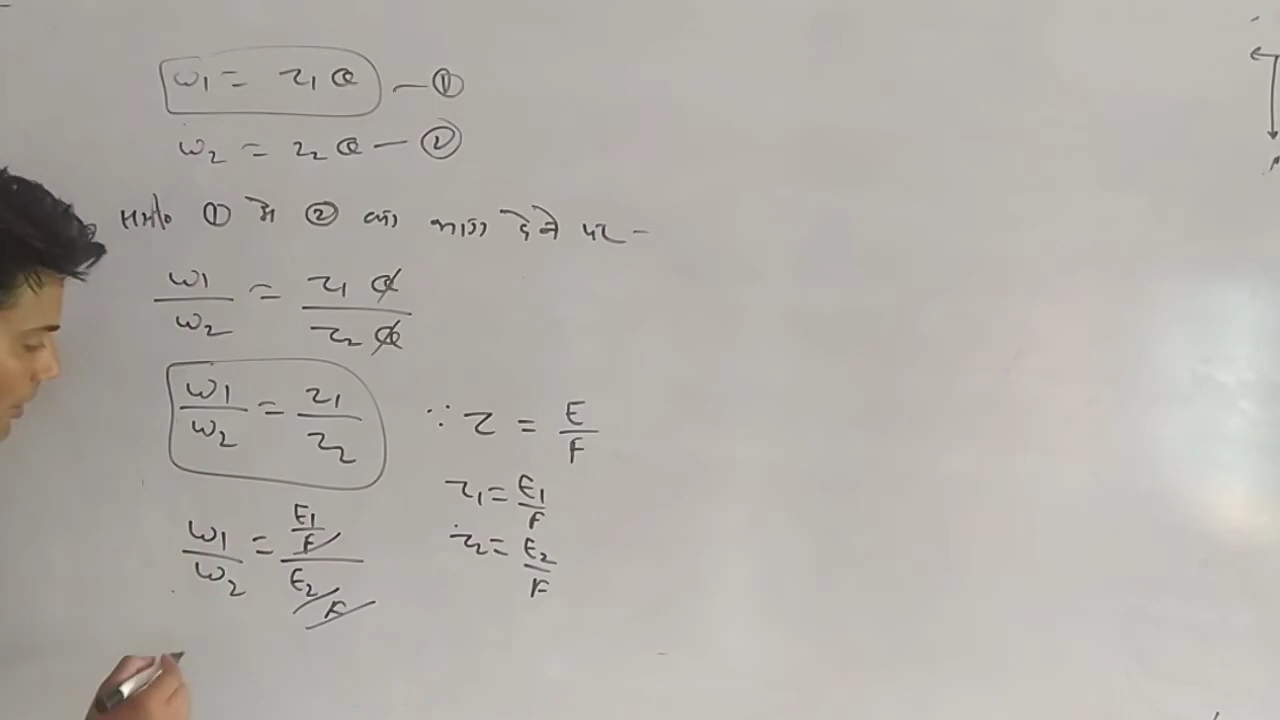 ω1 = z1 Q — ①
ω2 = z2 Q — ②
समी० ① में ② का भाग देने पर -
ω1/ω2 = z1 Q/z2 Q
ω1/ω2 = z1/z2 ∵ z = E/F
z1 = E1/F
z2 = E2/F
ω1/ω2 = E1/F / E2/F